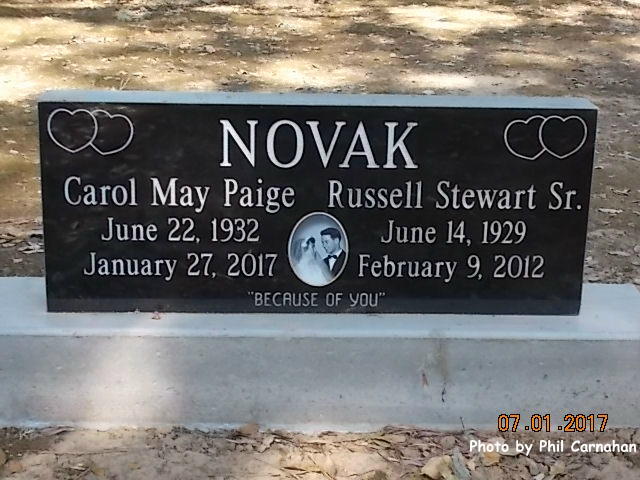 NOVAK
Carol May Paige Russell Stewart Sr.
June 22, 1932 June 14, 1929
January 27, 2017 February 9, 2012
"BECAUSE OF YOU"
07.01.2017
Photo by Phil Carnahan